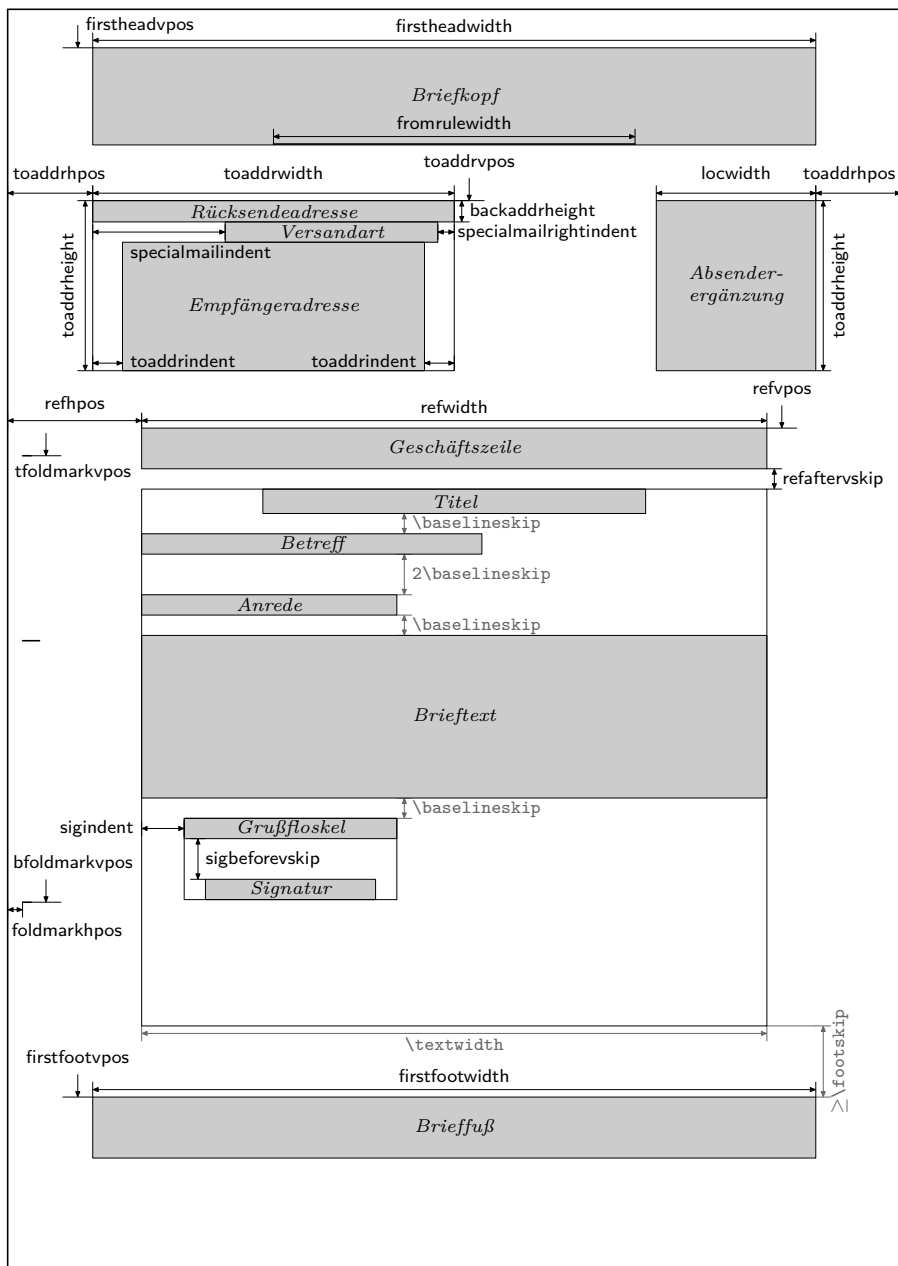 firstheadvpos
firstheadwidth
Briefkopf
fromrulewidth
toaddrvpos
toaddrhpos
toaddrwidth
locwidth
toaddrhpos
Rücksendeadresse
backaddrheight
Versandart
specialmailrightindent
specialmailindent
toaddrheight
Empfängeradresse
Absender-
ergänzung
toaddrheight
toaddrindent
toaddrindent
refvpos
refhpos
refwidth
Geschäftszeile
tfoldmarkvpos
refaftervskip
Titel
\baselineskip
Betreff
2\baselineskip
Anrede
\baselineskip
Brieftext
\baselineskip
sigindent
Grußfloskel
sigbeforevskip
bfoldmarkvpos
Signatur
foldmarkhpos
\textwidth
≥\footskip
firstfootvpos
firstfootwidth
Brieffuß